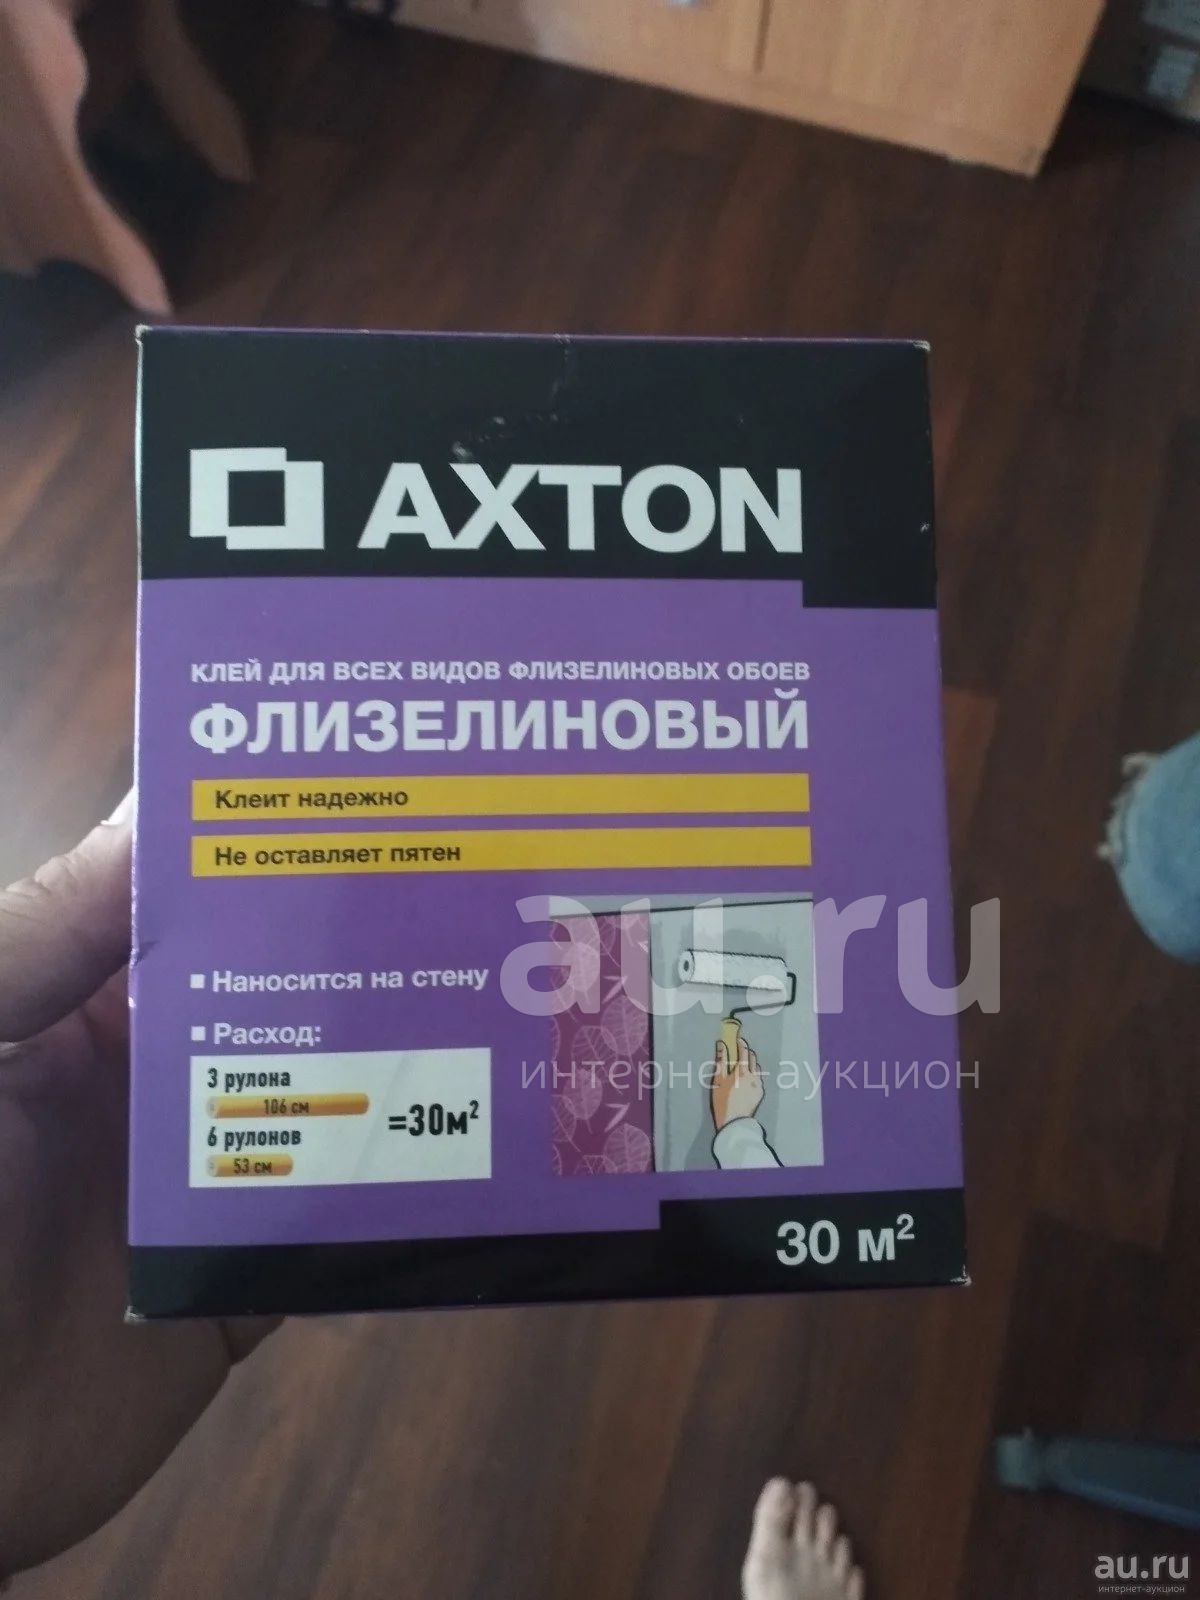 AXTON
КЛЕЙ ДЛЯ ВСЕХ ВИДОВ ФЛИЗЕЛИНОВЫХ ОБОЕВ
ФЛИЗЕЛИНОВЫЙ
Клеит надежно
Не оставляет пятен
Наносится на стену
Расход:
3 рулона
106 см
6 рулонов
53 см
=30м²
30 м²
au.ru
интернет-аукцион
au.ru
интернет-аукцион